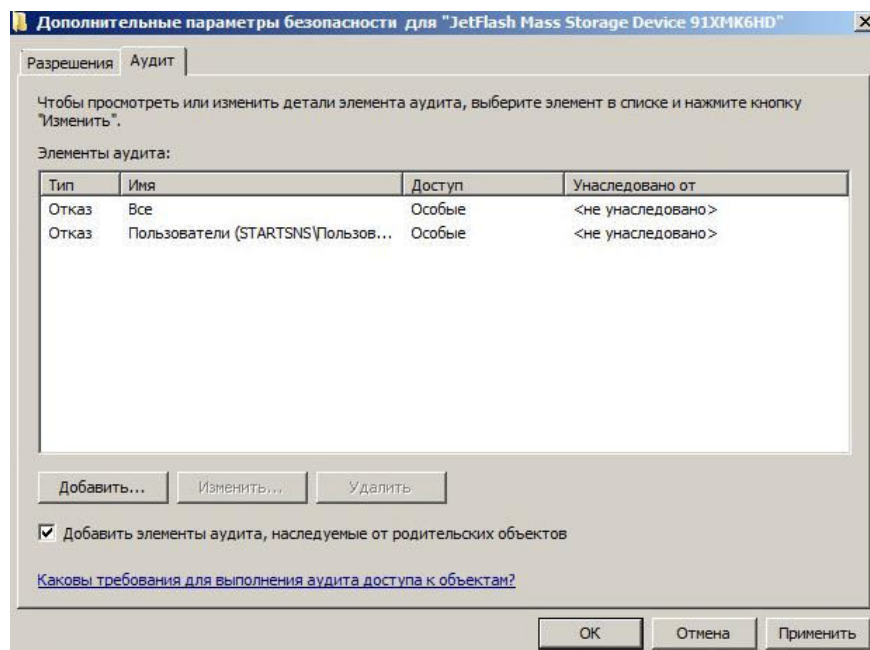 Дополнительные параметры безопасности для "JetFlash Mass Storage Device 91XMK6HD"
Разрешения Аудит
Чтобы просмотреть или изменить детали элемента аудита, выберите элемент в списке и нажмите кнопку
"Изменить".
Элементы аудита:
Тип Имя Доступ Унаследовано от
Отказ Все Особые <не унаследовано>
Отказ Пользователи (STARTSNS\Пользов... Особые <не унаследовано>
Добавить... Изменить... Удалить
Добавить элементы аудита, наследуемые от родительских объектов
Каковы требования для выполнения аудита доступа к объектам?
ОК Отмена Применить